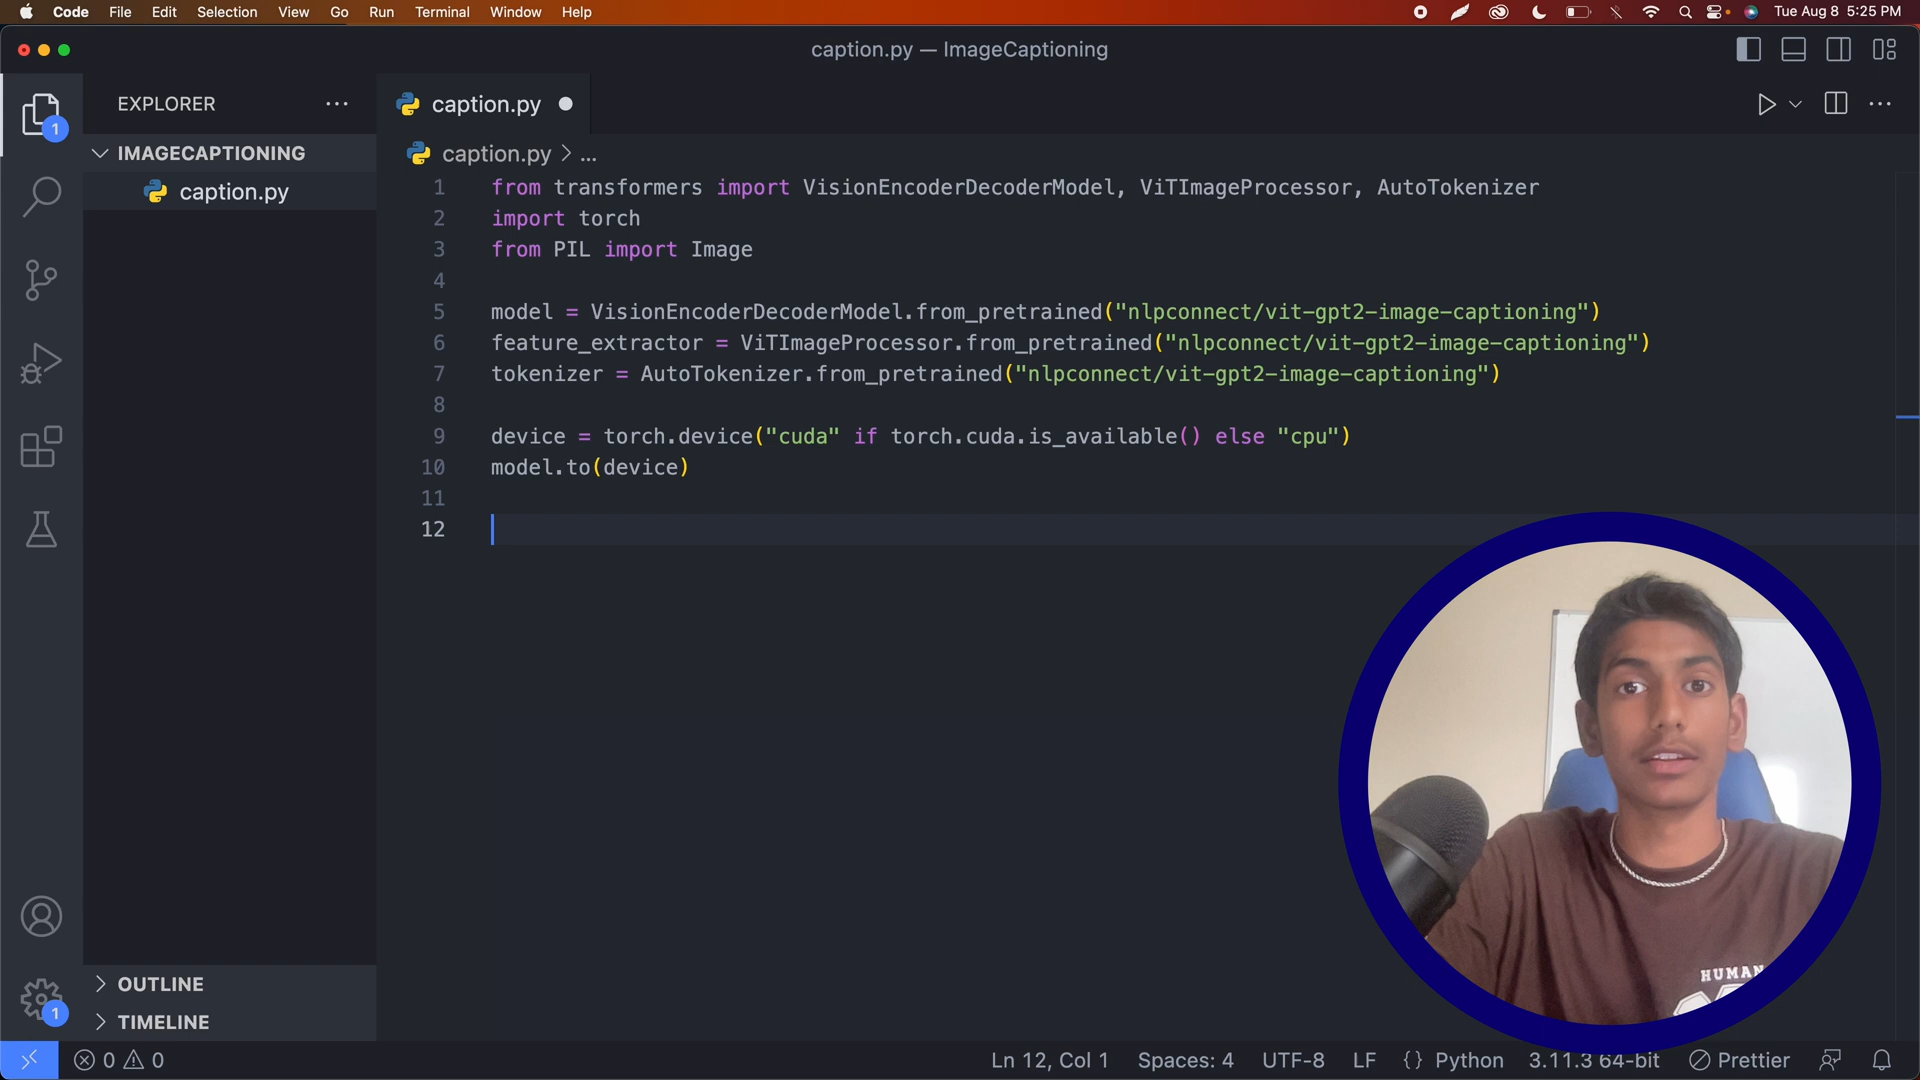 Code File Edit Selection View Go Run Terminal Window Help Tue Aug 8 5:25 PM
caption.py — ImageCaptioning
EXPLORER
caption.py
1
IMAGECAPTIONING
caption.py
caption.py > ...
1 from transformers import VisionEncoderDecoderModel, ViTImageProcessor, AutoTokenizer
2 import torch
3 from PIL import Image
4
5 model = VisionEncoderDecoderModel.from_pretrained("nlpconnect/vit-gpt2-image-captioning")
6 feature_extractor = ViTImageProcessor.from_pretrained("nlpconnect/vit-gpt2-image-captioning")
7 tokenizer = AutoTokenizer.from_pretrained("nlpconnect/vit-gpt2-image-captioning")
8
9 device = torch.device("cuda" if torch.cuda.is_available() else "cpu")
10 model.to(device)
11
12
HUMAN
OUTLINE
1
TIMELINE
0 0 Ln 12, Col 1 Spaces: 4 UTF-8 LF {} Python 3.11.3 64-bit Prettier